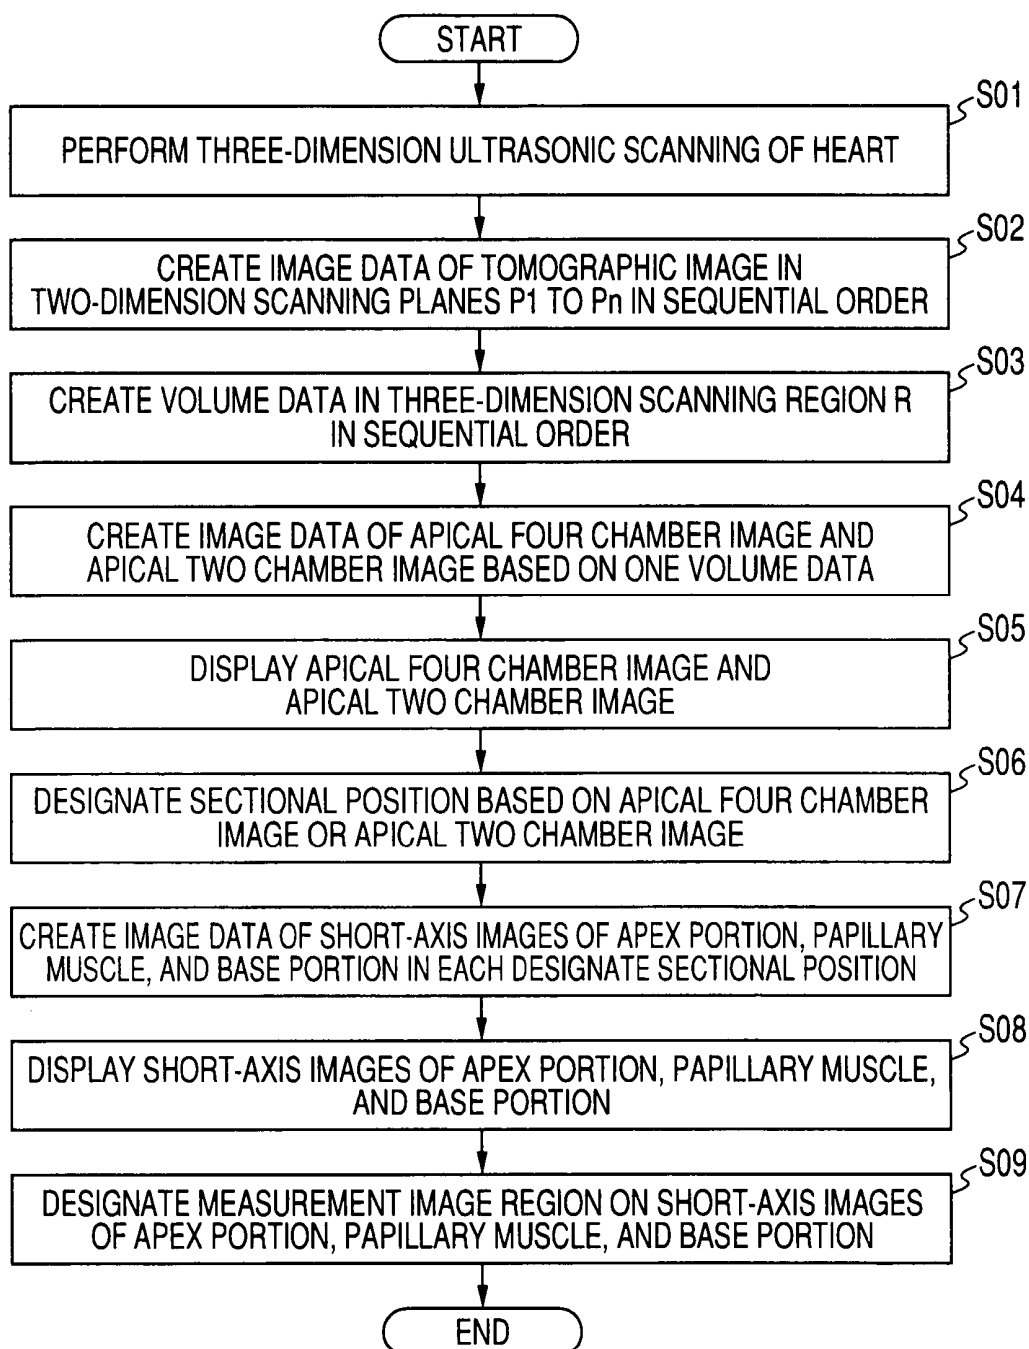 START
S01
PERFORM THREE-DIMENSION ULTRASONIC SCANNING OF HEART
S02
CREATE IMAGE DATA OF TOMOGRAPHIC IMAGE IN
TWO-DIMENSION SCANNING PLANES P1 TO Pn IN SEQUENTIAL ORDER
S03
CREATE VOLUME DATA IN THREE-DIMENSION SCANNING REGION R
IN SEQUENTIAL ORDER
S04
CREATE IMAGE DATA OF APICAL FOUR CHAMBER IMAGE AND
APICAL TWO CHAMBER IMAGE BASED ON ONE VOLUME DATA
S05
DISPLAY APICAL FOUR CHAMBER IMAGE AND
APICAL TWO CHAMBER IMAGE
S06
DESIGNATE SECTIONAL POSITION BASED ON APICAL FOUR CHAMBER
IMAGE OR APICAL TWO CHAMBER IMAGE
S07
CREATE IMAGE DATA OF SHORT-AXIS IMAGES OF APEX PORTION, PAPILLARY
MUSCLE, AND BASE PORTION IN EACH DESIGNATE SECTIONAL POSITION
S08
DISPLAY SHORT-AXIS IMAGES OF APEX PORTION, PAPILLARY MUSCLE,
AND BASE PORTION
S09
DESIGNATE MEASUREMENT IMAGE REGION ON SHORT-AXIS IMAGES
OF APEX PORTION, PAPILLARY MUSCLE, AND BASE PORTION
END